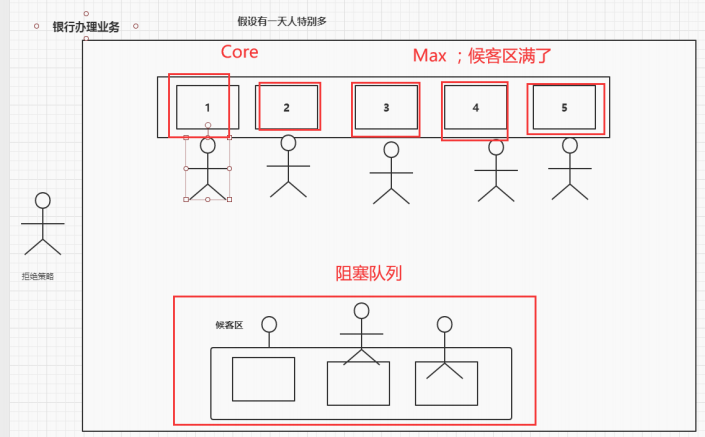 银行办理业务
假设有一天人特别多
Core
Max ；候客区满了
1
2
3
4
5
拒绝策略
阻塞队列
候客区